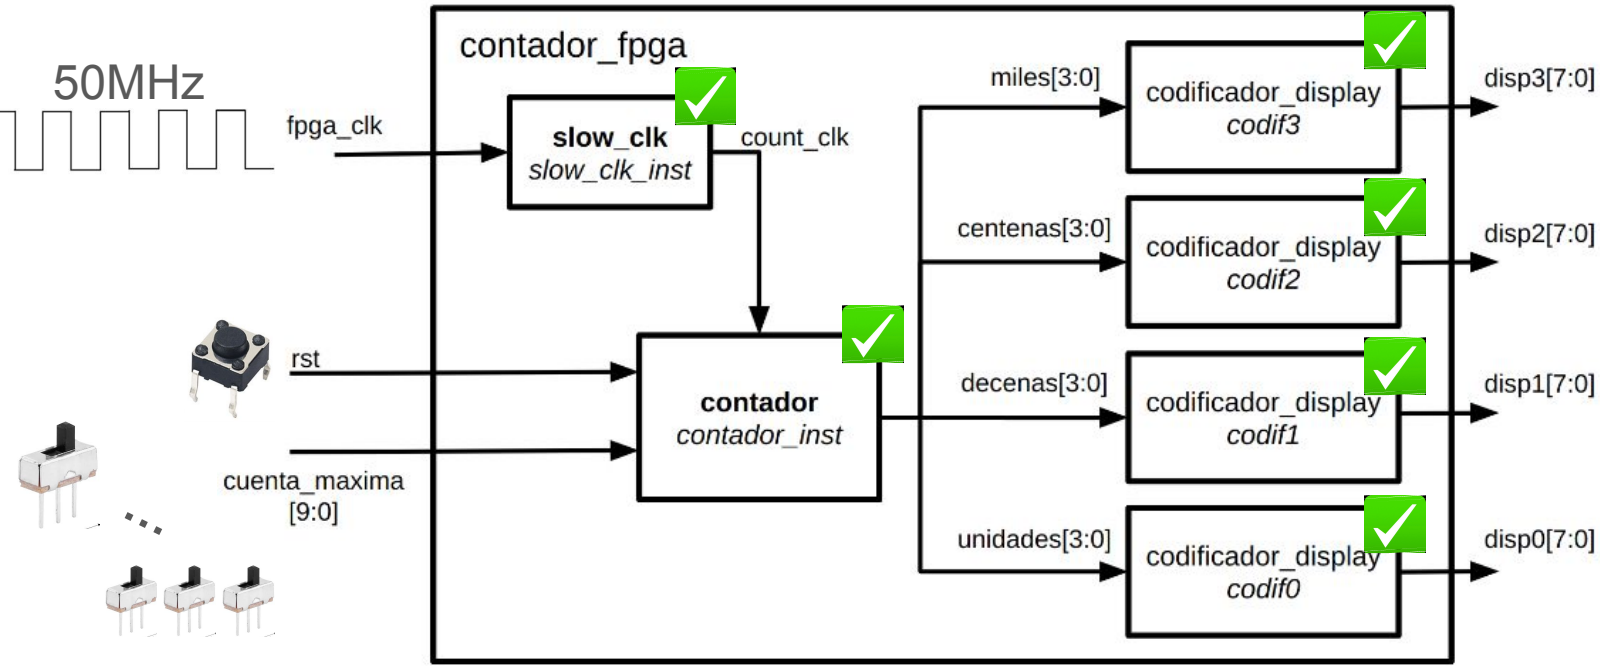 contador_fpga
50MHz
fpga_clk
slow_clk
slow_clk_inst
count_clk
miles[3:0]
codificador_display
codif3
disp3[7:0]
centenas[3:0]
codificador_display
codif2
disp2[7:0]
rst
cuenta_maxima
[9:0]
contador
contador_inst
decenas[3:0]
codificador_display
codif1
disp1[7:0]
unidades[3:0]
codificador_display
codif0
disp0[7:0]